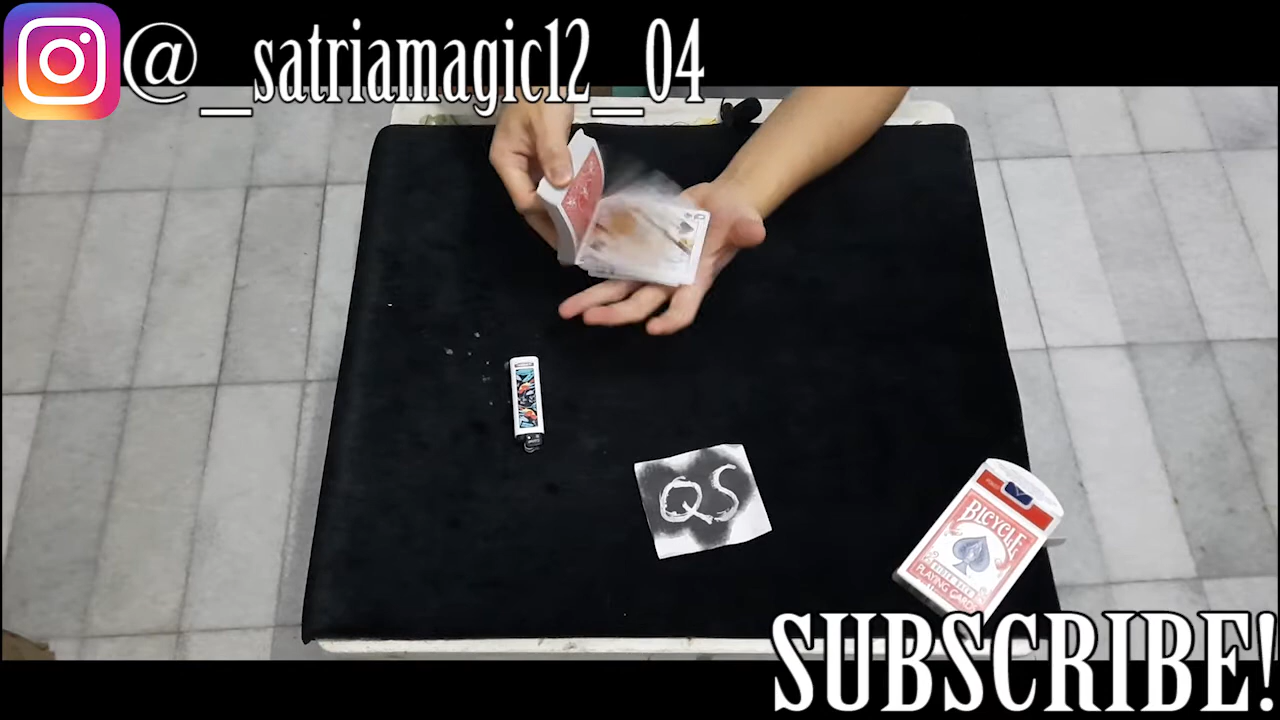 @_satriamagic12_04
QS
BICYCLE
PLAYING CARDS
SUBSCRIBE!